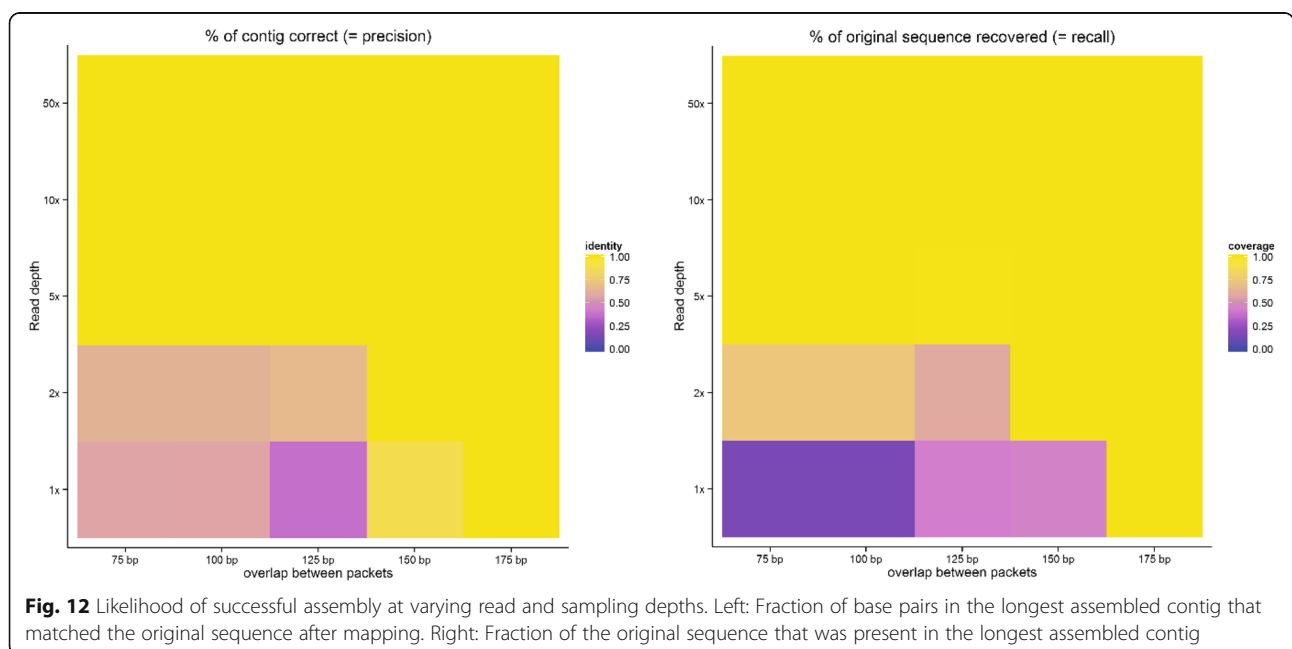 % of contig correct (= precision)
50x
10x
5x
2x
1x
Read depth
75 bp 100 bp 125 bp 150 bp 175 bp
overlap between packets
identity
1.00
0.75
0.50
0.25
0.00
% of original sequence recovered (= recall)
50x
10x
5x
2x
1x
Read depth
75 bp 100 bp 125 bp 150 bp 175 bp
overlap between packets
coverage
1.00
0.75
0.50
0.25
0.00
Fig. 12 Likelihood of successful assembly at varying read and sampling depths. Left: Fraction of base pairs in the longest assembled contig that
matched the original sequence after mapping. Right: Fraction of the original sequence that was present in the longest assembled contig